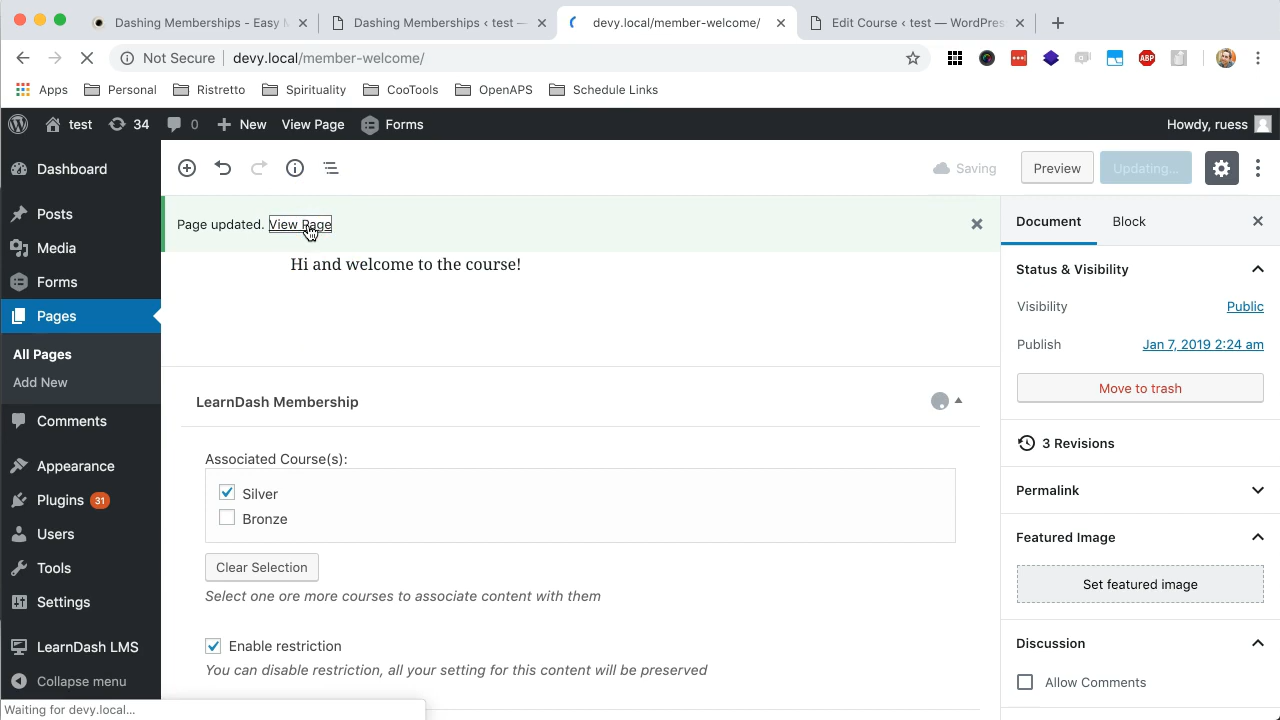 Dashing Memberships - Easy M
Dashing Memberships ‹ test —
devy.local/member-welcome/
Edit Course ‹ test — WordPres
Not Secure
devy.local/member-welcome/
ABP
Apps
Personal
Ristretto
Spirituality
CooTools
OpenAPS
Schedule Links
test
34
0
New
View Page
Forms
Howdy, ruess
Dashboard
Posts
Media
Forms
Pages
All Pages
Add New
Comments
Appearance
Plugins 31
Users
Tools
Settings
LearnDash LMS
Collapse menu
Waiting for devy.local...
Saving
Preview
Updating...
Page updated. View Page
Hi and welcome to the course!
LearnDash Membership
Associated Course(s):
Silver
Bronze
Clear Selection
Select one ore more courses to associate content with them
Enable restriction
You can disable restriction, all your setting for this content will be preserved
Document
Block
Status & Visibility
Visibility
Public
Publish
Jan 7, 2019 2:24 am
Move to trash
3 Revisions
Permalink
Featured Image
Set featured image
Discussion
Allow Comments